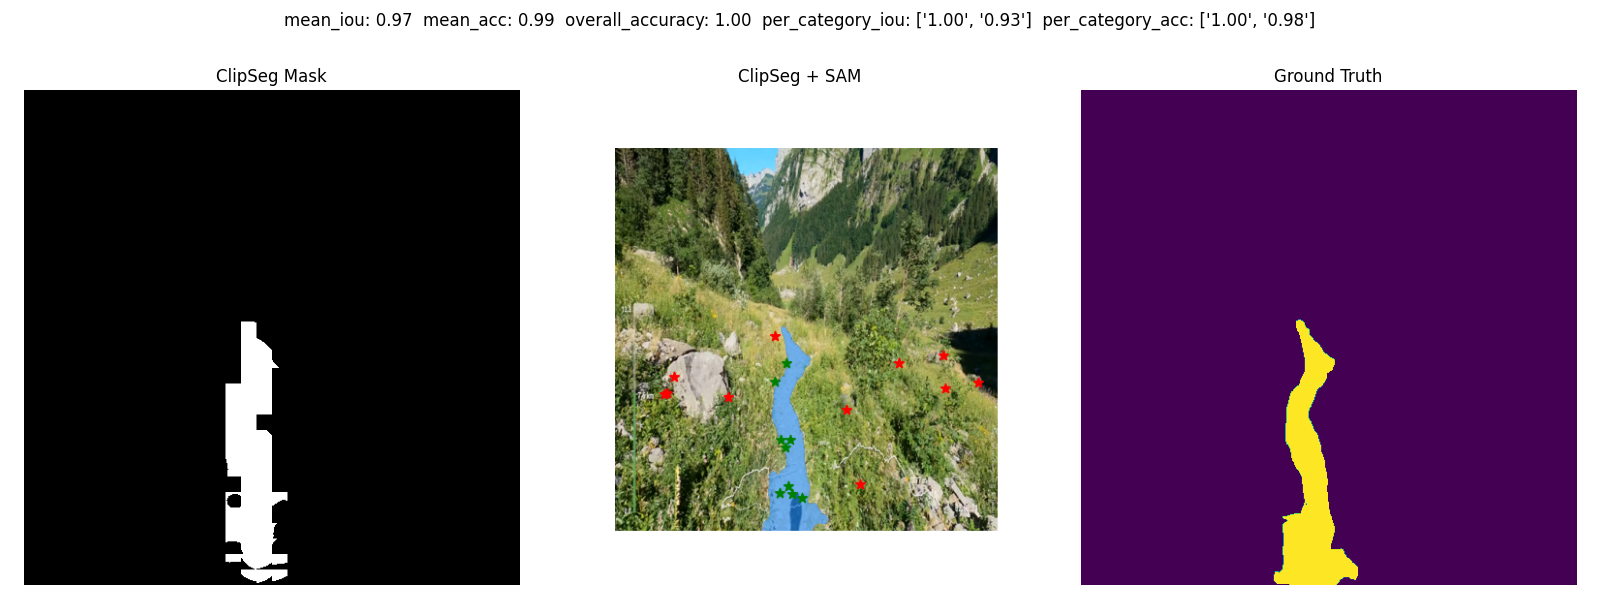 mean_iou: 0.97  mean_acc: 0.99  overall_accuracy: 1.00  per_category_iou: ['1.00', '0.93']  per_category_acc: ['1.00', '0.98']
ClipSeg Mask
ClipSeg + SAM
Ground Truth